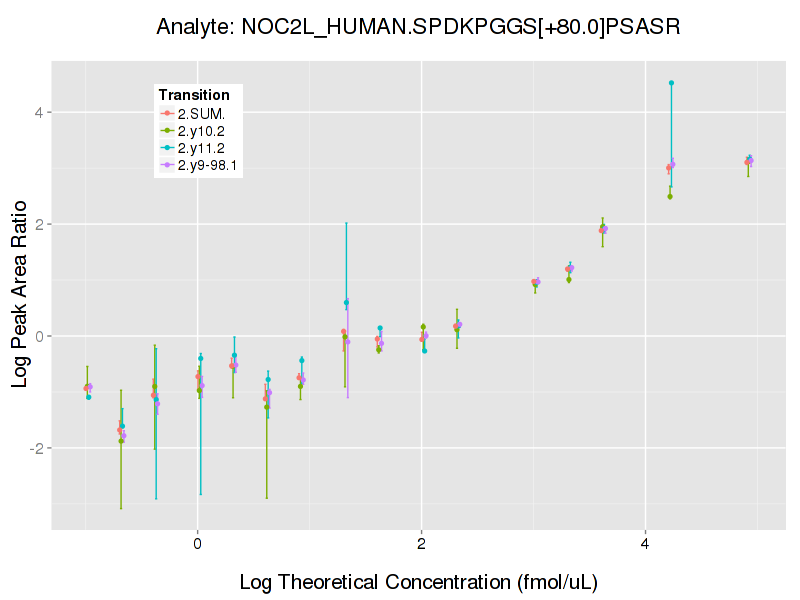 Analyte: NOC2L_HUMAN.SPDKPGGS[+80.0]PSASR
Transition
2.SUM.
2.y10.2
2.y11.2
2.y9-98.1
4
2
0
-2
Log Peak Area Ratio
0 2 4
Log Theoretical Concentration (fmol/uL)